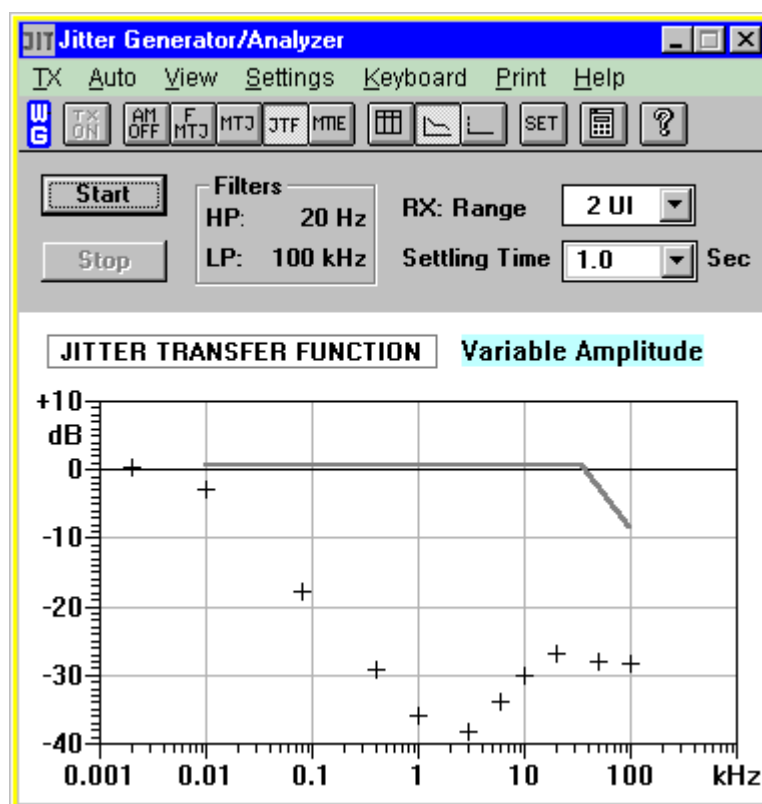 JIT Jitter Generator/Analyzer
TX Auto View Settings Keyboard Print Help
WG TX ON AM OFF F MTJ MTJ JTF MTIE SET ?
Start
Stop
Filters
HP: 20 Hz
LP: 100 kHz
RX: Range 2 UI
Settling Time 1.0 Sec
JITTER TRANSFER FUNCTION Variable Amplitude
+10
dB
0
-10
-20
-30
-40
0.001 0.01 0.1 1 10 100 kHz